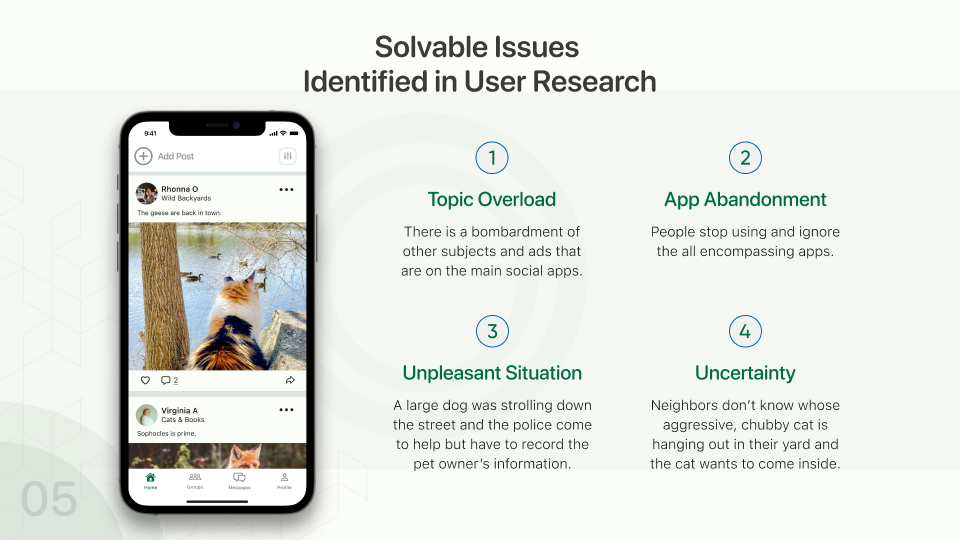 Solvable Issues
Identified in User Research
9:41
Add Post
Rhonna O
Wild Backyards
The geese are back in town.
2
Virginia A
Cats & Books
Sophocles is prime.
Home
Groups
Messages
Profile
1
Topic Overload
There is a bombardment of
other subjects and ads that
are on the main social apps.
2
App Abandonment
People stop using and ignore
the all encompassing apps.
3
Unpleasant Situation
A large dog was strolling down
the street and the police come
to help but have to record the
pet owner’s information.
4
Uncertainty
Neighbors don’t know whose
aggressive, chubby cat is
hanging out in their yard and
the cat wants to come inside.
05